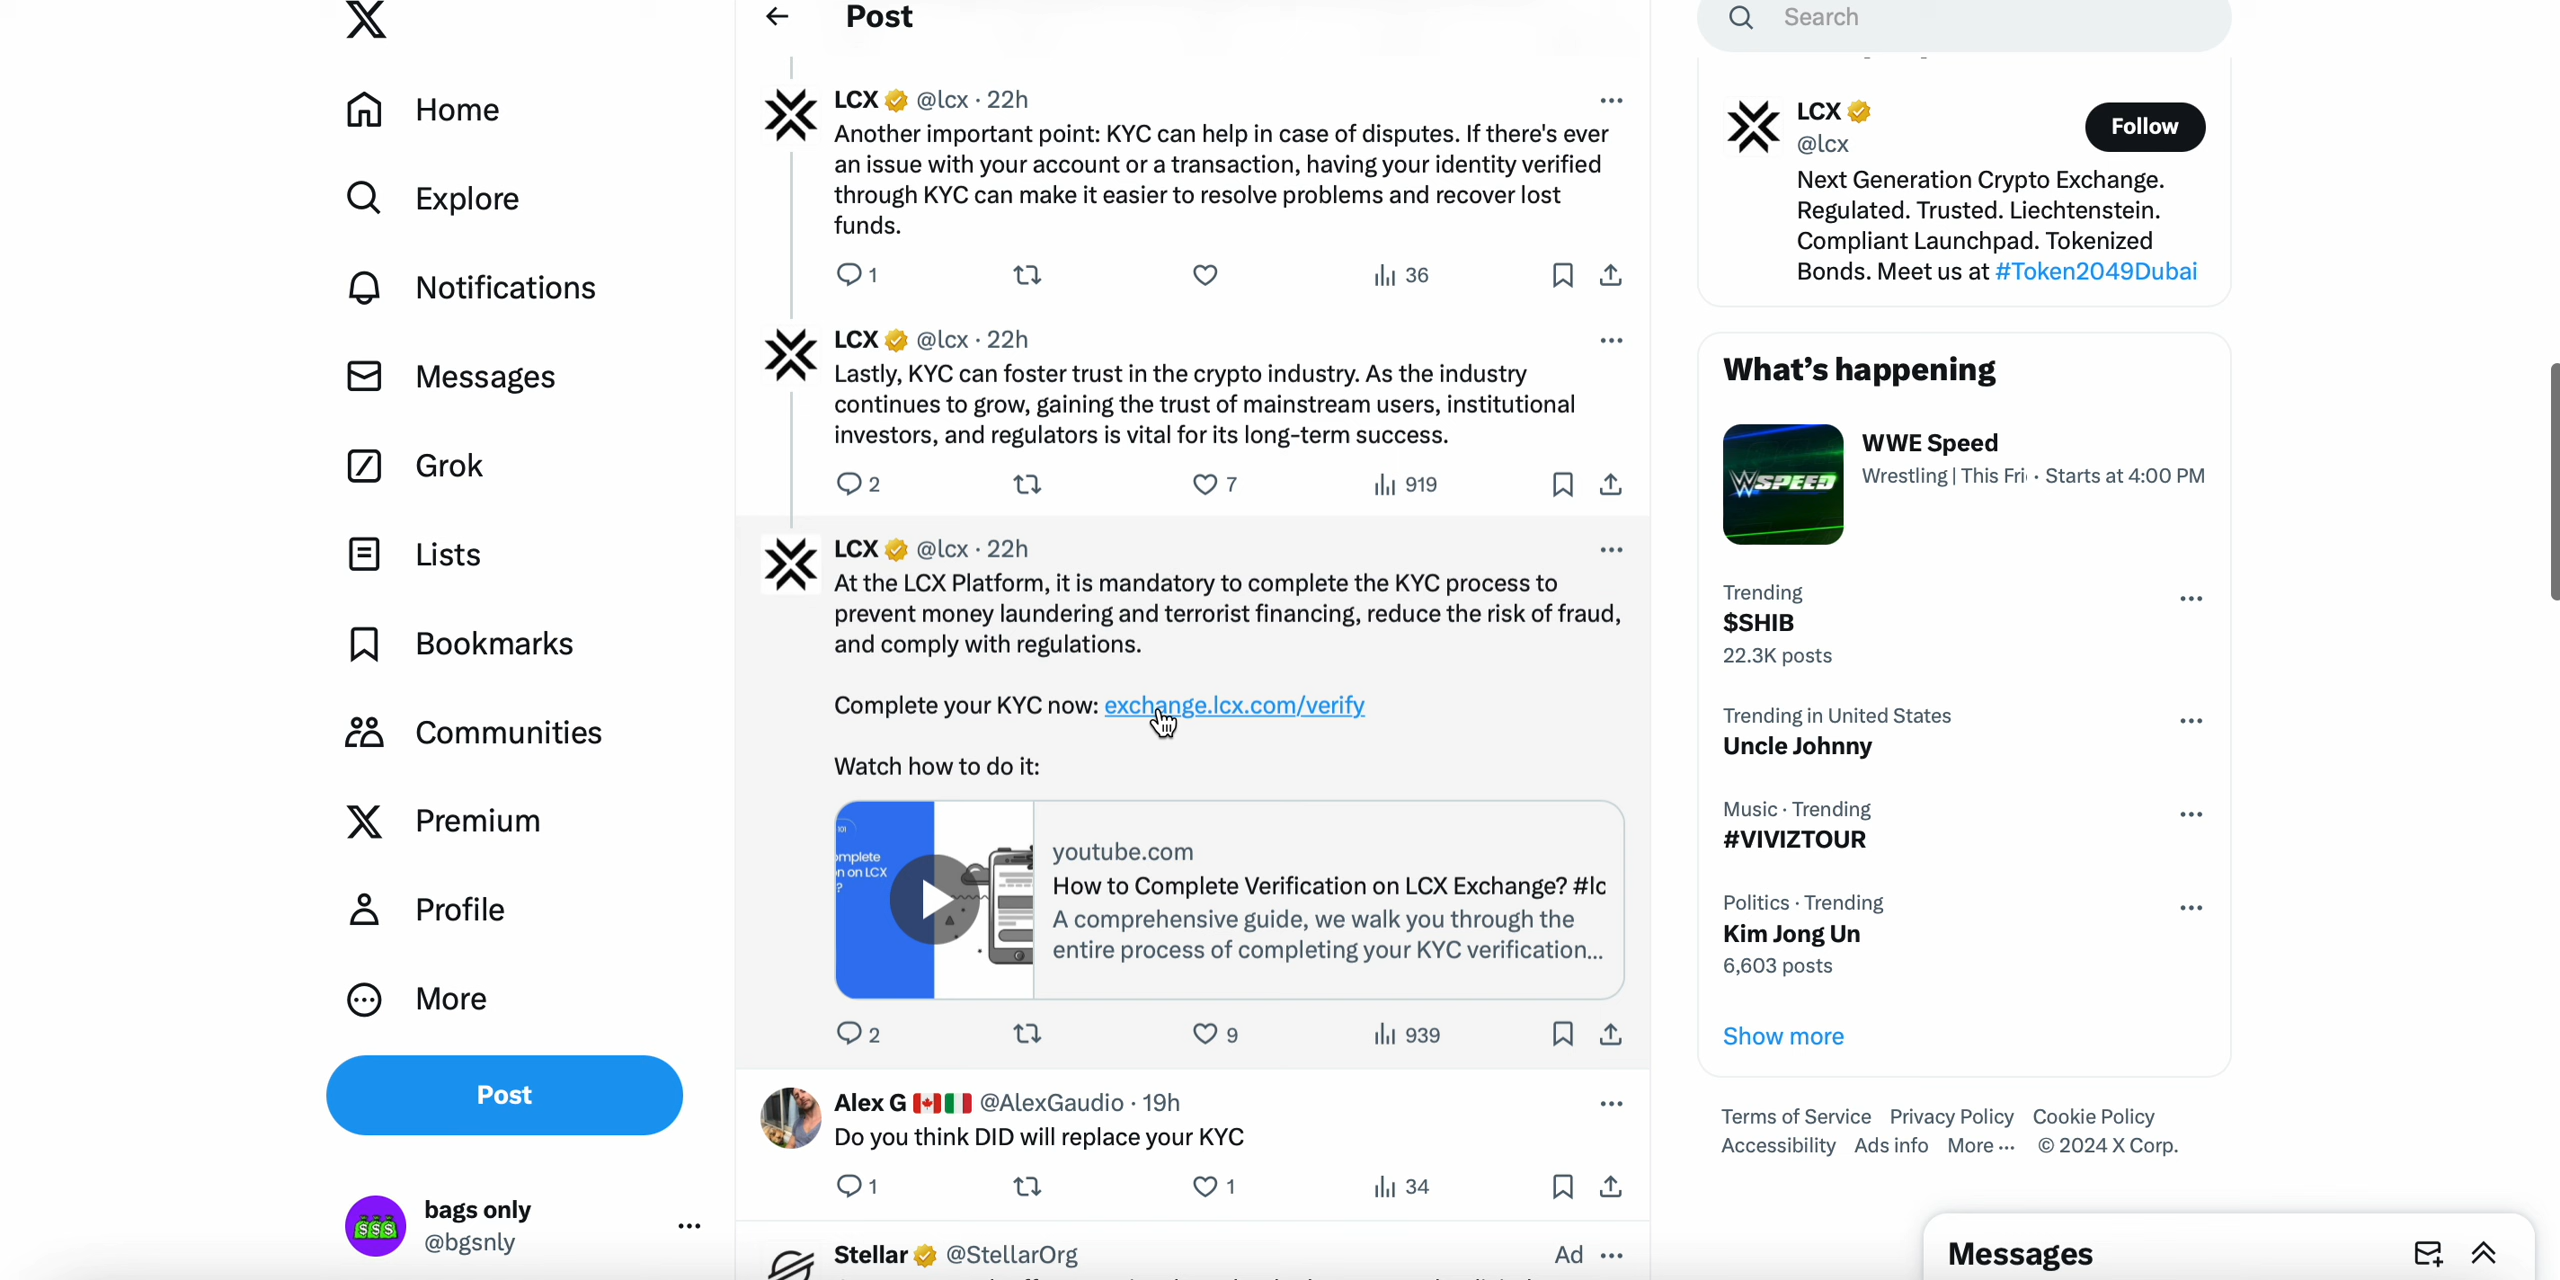 Home
Explore
Notifications
Messages
Grok
Lists
Bookmarks
Communities
Premium
Profile
More
Post
bags only
@bgsnly
Post
LCX @lcx · 22h
Another important point: KYC can help in case of disputes. If there's ever
an issue with your account or a transaction, having your identity verified
through KYC can make it easier to resolve problems and recover lost
funds.
1
36
LCX @lcx · 22h
Lastly, KYC can foster trust in the crypto industry. As the industry
continues to grow, gaining the trust of mainstream users, institutional
investors, and regulators is vital for its long-term success.
2
7
919
LCX @lcx · 22h
At the LCX Platform, it is mandatory to complete the KYC process to
prevent money laundering and terrorist financing, reduce the risk of fraud,
and comply with regulations.
Complete your KYC now: exchange.lcx.com/verify
Watch how to do it:
101
omplete
n on LCX
?
youtube.com
How to Complete Verification on LCX Exchange? #lc
A comprehensive guide, we walk you through the
entire process of completing your KYC verification...
2
9
939
Alex G @AlexGaudio · 19h
Do you think DID will replace your KYC
1
1
34
Stellar @StellarOrg
Ad
Search
LCX
@lcx
Follow
Next Generation Crypto Exchange.
Regulated. Trusted. Liechtenstein.
Compliant Launchpad. Tokenized
Bonds. Meet us at #Token2049Dubai
What's happening
WSPEED
WWE Speed
Wrestling | This Fri · Starts at 4:00 PM
Trending
$SHIB
22.3K posts
Trending in United States
Uncle Johnny
Music · Trending
#VIVIZTOUR
Politics · Trending
Kim Jong Un
6,603 posts
Show more
Terms of Service Privacy Policy Cookie Policy
Accessibility Ads info More ··· © 2024 X Corp.
Messages